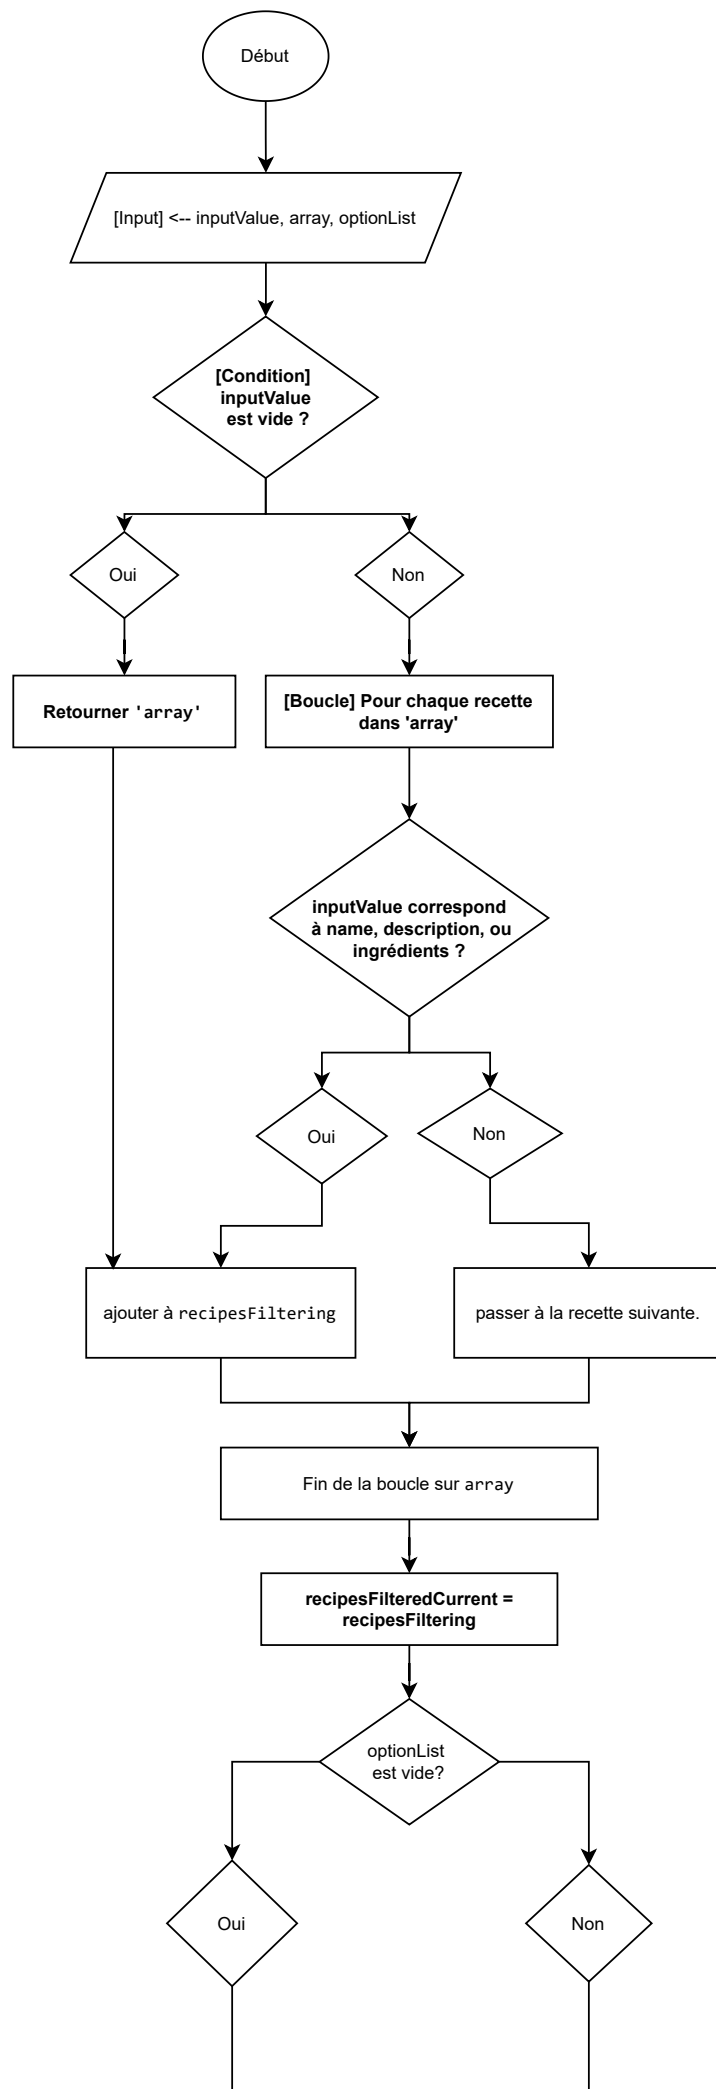 Début
[Input] <-- inputValue, array, optionList
[Condition]
inputValue
est vide ?
Oui
Non
Retourner 'array'
[Boucle] Pour chaque recette
dans 'array'
inputValue correspond
à name, description, ou
ingrédients ?
Oui
Non
ajouter à recipesFiltering
passer à la recette suivante.
Fin de la boucle sur array
recipesFilteredCurrent =
recipesFiltering
optionList
est vide?
Oui
Non